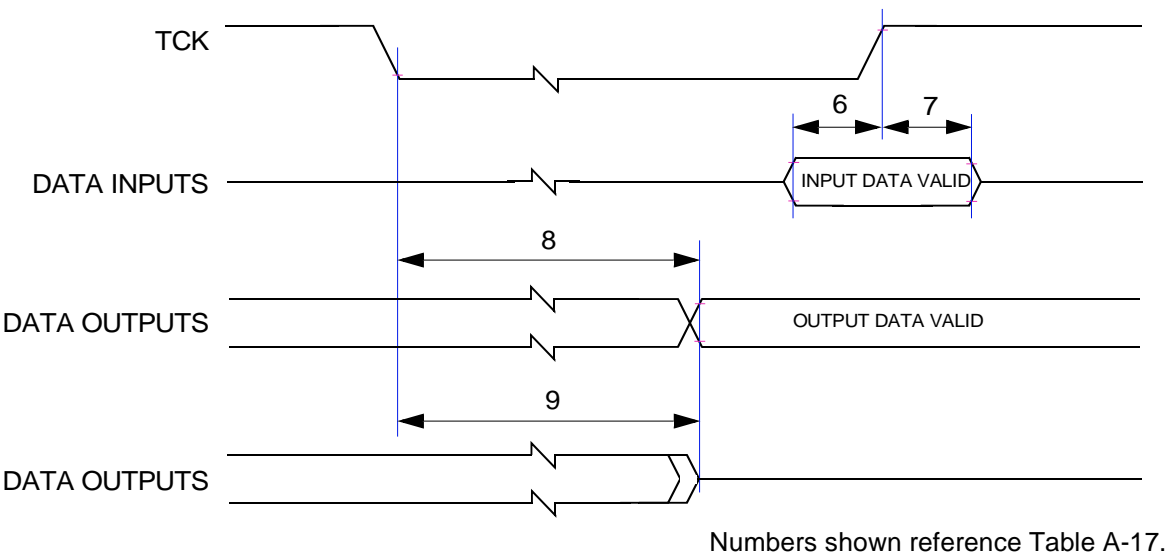 TCK
6
7
DATA INPUTS
INPUT DATA VALID
8
DATA OUTPUTS
OUTPUT DATA VALID
9
DATA OUTPUTS
Numbers shown reference Table A-17.